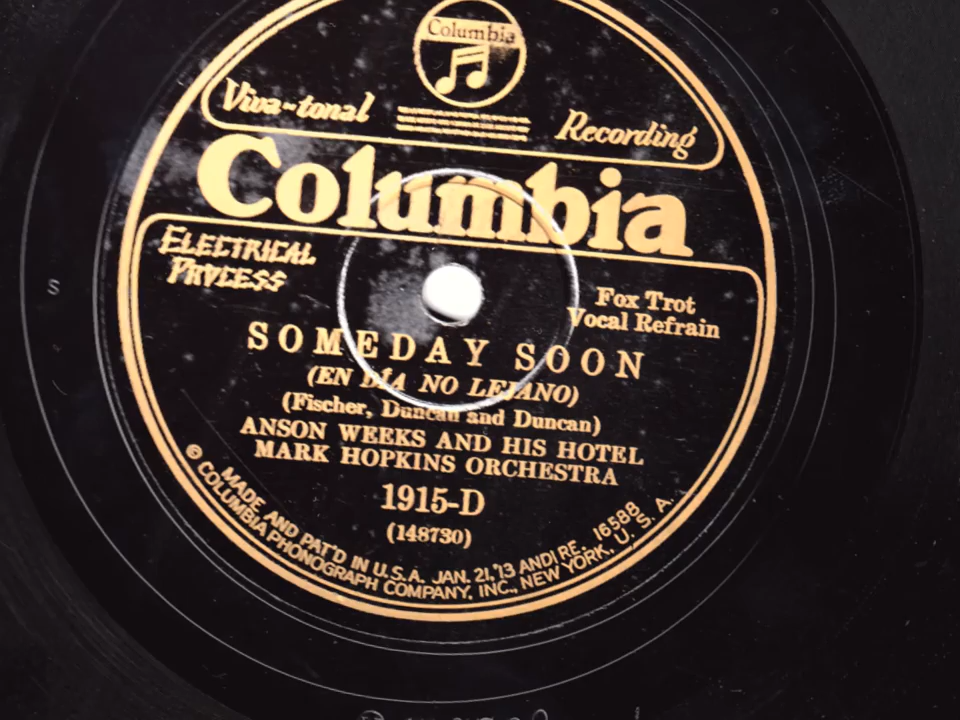 Columbia
Viva-tonal Recording
Columbia
ELECTRICAL
PROCESS
Fox Trot
Vocal Refrain
SOMEDAY SOON
(EN DÍA NO LEJANO)
(Fischer, Duncan and Duncan)
ANSON WEEKS AND HIS HOTEL
MARK HOPKINS ORCHESTRA
1915-D
(148730)
MADE AND PAT'D IN U.S.A. JAN. 21,'13 AND RE. 16588
COLUMBIA PHONOGRAPH COMPANY, INC., NEW YORK, U.S.A.
S